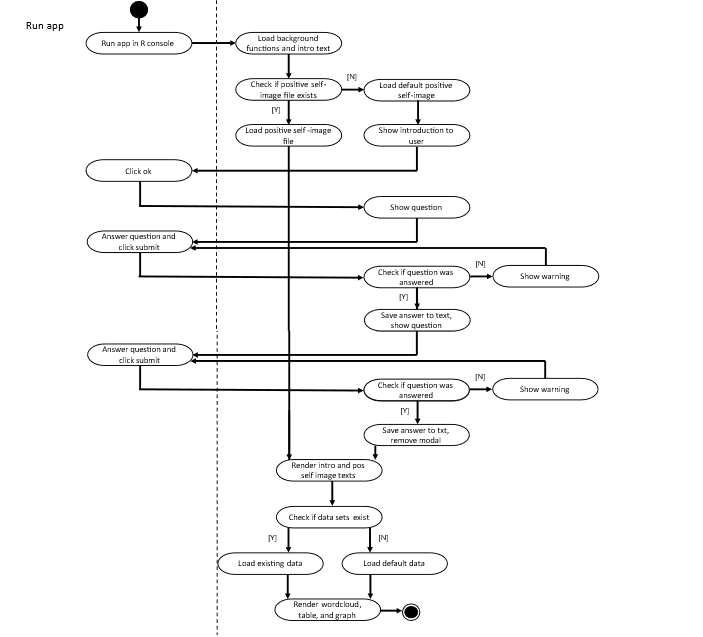 Run app
Run app in R console
Load background
functions and intro text
Check if positive self-
image file exists
[N]
Load default positive
self-image
[Y]
Load positive self-image
file
Show introduction to
user
Click ok
Show question
Answer question and
click submit
Check if question was
answered
[N]
Show warning
[Y]
Save answer to text,
show question
Answer question and
click submit
Check if question was
answered
[N]
Show warning
[Y]
Save answer to txt,
remove modal
Render intro and pos
self image texts
Check if data sets exist
[Y]
[N]
Load existing data
Load default data
Render wordcloud,
table, and graph